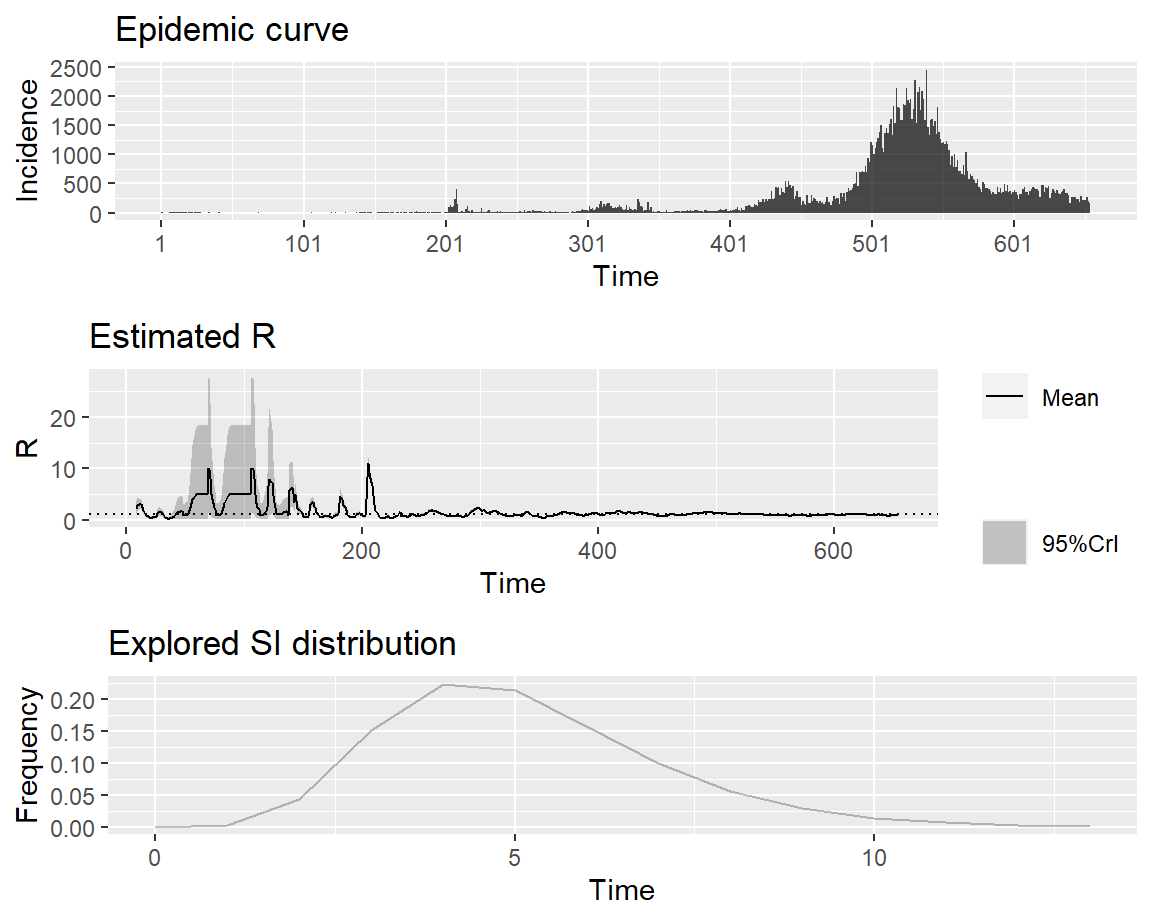 Epidemic curve
2500
2000
1500
1000
500
0
Incidence
1 101 201 301 401 501 601
Time
Estimated R
20
10
0
R
0 200 400 600
Time
Mean
95%CrI
Explored SI distribution
0.20
0.15
0.10
0.05
0.00
Frequency
0 5 10
Time